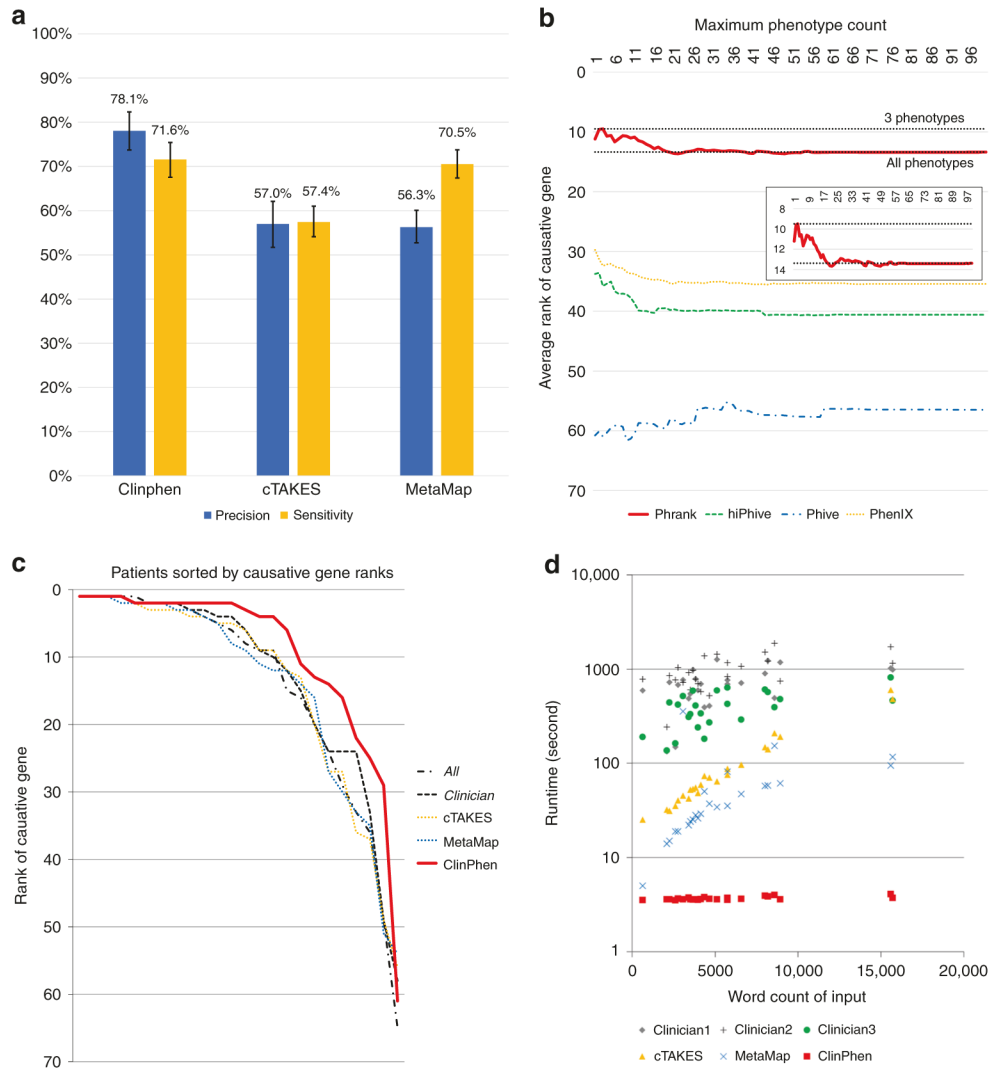 a
100%
90%
80%
70%
60%
50%
40%
30%
20%
10%
0%
78.1%
71.6%
57.0%
57.4%
56.3%
70.5%
Clinphen
cTAKES
MetaMap
Precision
Sensitivity
b
Maximum phenotype count
1 6 11 16 21 26 31 36 41 46 51 56 61 66 71 76 81 86 91 96
Average rank of causative gene
0
10
20
30
40
50
60
70
3 phenotypes
All phenotypes
1 9 17 25 33 41 49 57 65 73 81 89 97
8
10
12
14
Phrank
hiPhive
Phive
PhenIX
c
Patients sorted by causative gene ranks
Rank of causative gene
0
10
20
30
40
50
60
70
All
Clinician
cTAKES
MetaMap
ClinPhen
d
Runtime (second)
10,000
1000
100
10
1
0 5000 10,000 15,000 20,000
Word count of input
Clinician1 Clinician2 Clinician3
cTAKES MetaMap ClinPhen